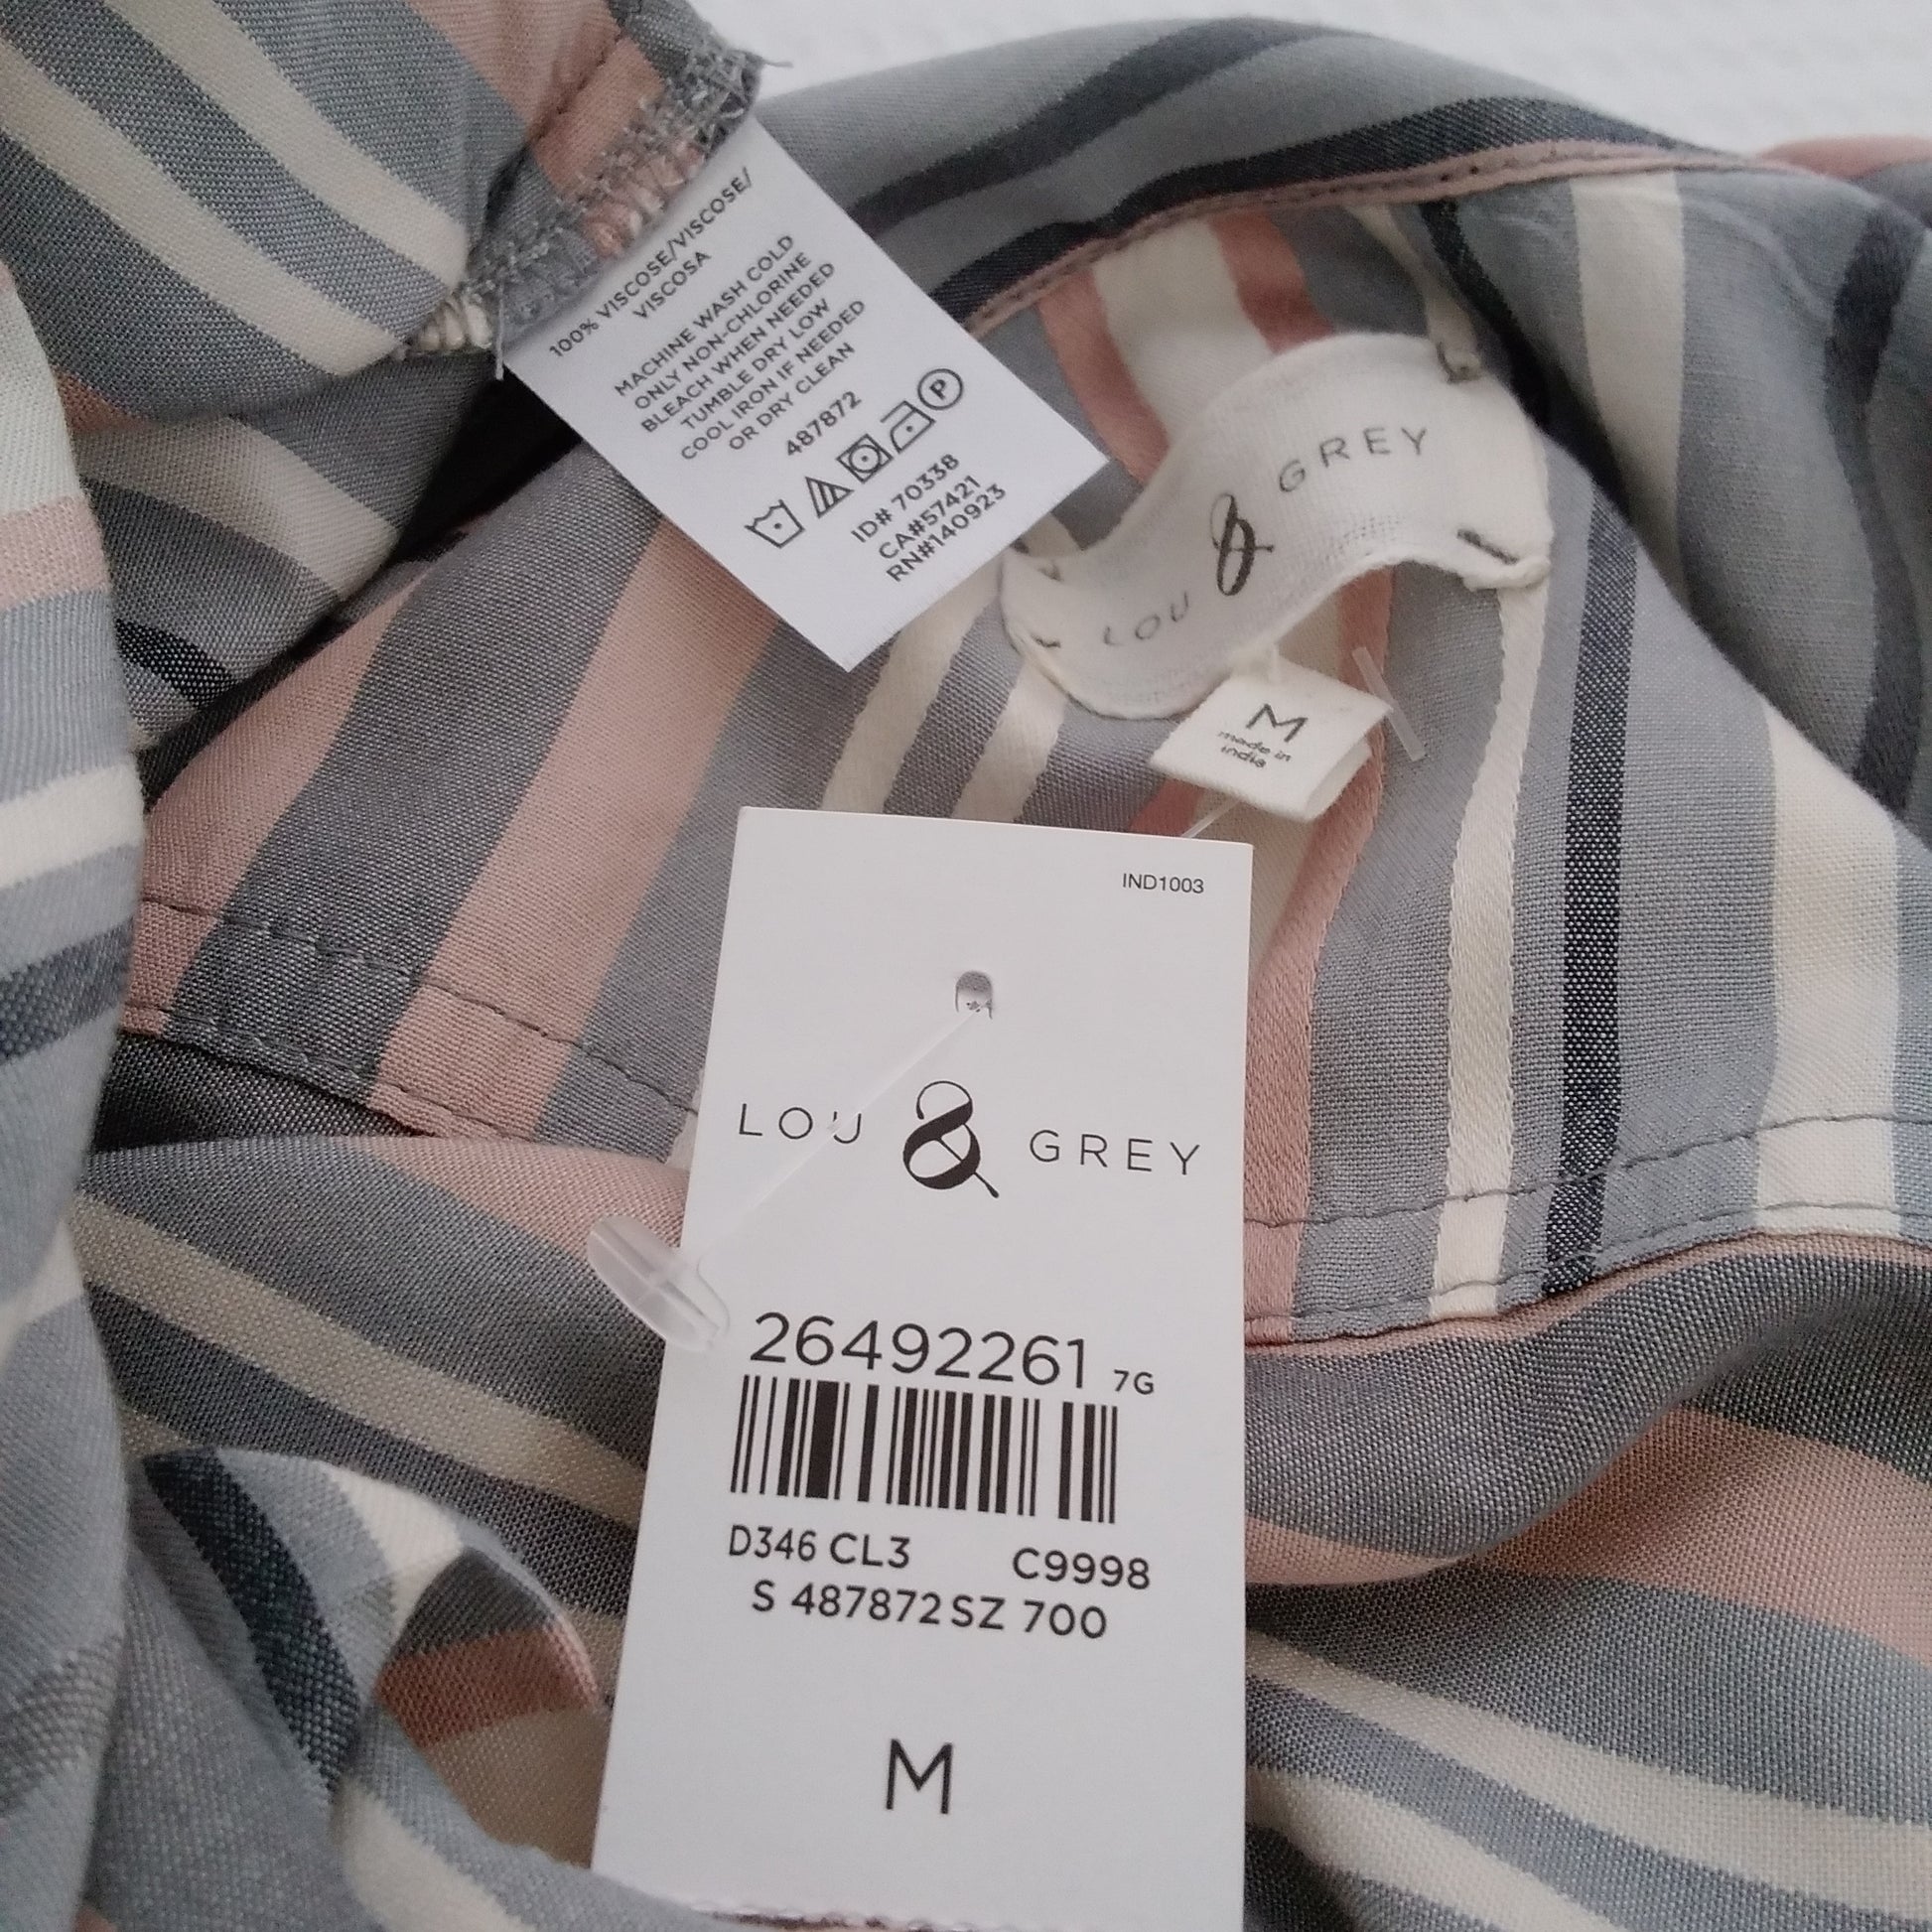 100% VISCOSE/VISCOSE/VISCOSE/
VISCOSA
MACHINE WASH COLD
ONLY NON-CHLORINE
BLEACH WHEN NEEDED
TUMBLE DRY LOW
COOL IRON IF NEEDED
OR DRY CLEAN
487872
P
ID# 70338
CA#57421
RN#140923
LOU & GREY
M
made in
india
IND1003
LOU & GREY
26492261 7G
D346 CL3 C9998
S 487872 SZ 700
M